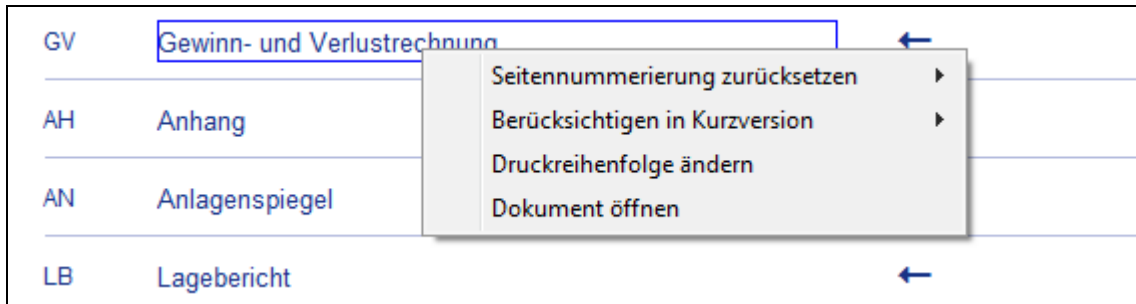 GV Gewinn- und Verlustrechnung
Seitennummerierung zurücksetzen
AH Anhang
Berücksichtigen in Kurzversion
Druckreihenfolge ändern
AN Anlagenspiegel
Dokument öffnen
LB Lagebericht